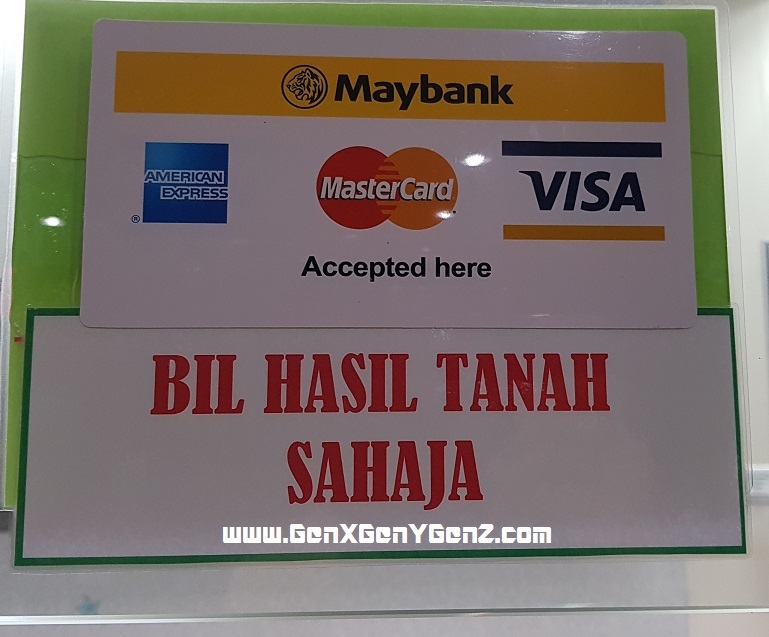 Maybank
AMERICAN
EXPRESS
®
MasterCard
VISA
Accepted here
BIL HASIL TANAH
SAHAJA
www.GenXGenYGenZ.com